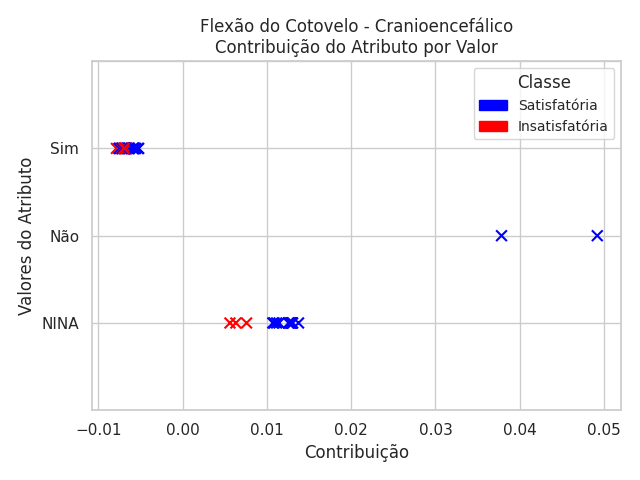 Flexão do Cotovelo - Cranioencefálico
Contribuição do Atributo por Valor
Classe
Satisfatória
Insatisfatória
Valores do Atributo
Sim
Não
NINA
−0.01 0.00 0.01 0.02 0.03 0.04 0.05
Contribuição